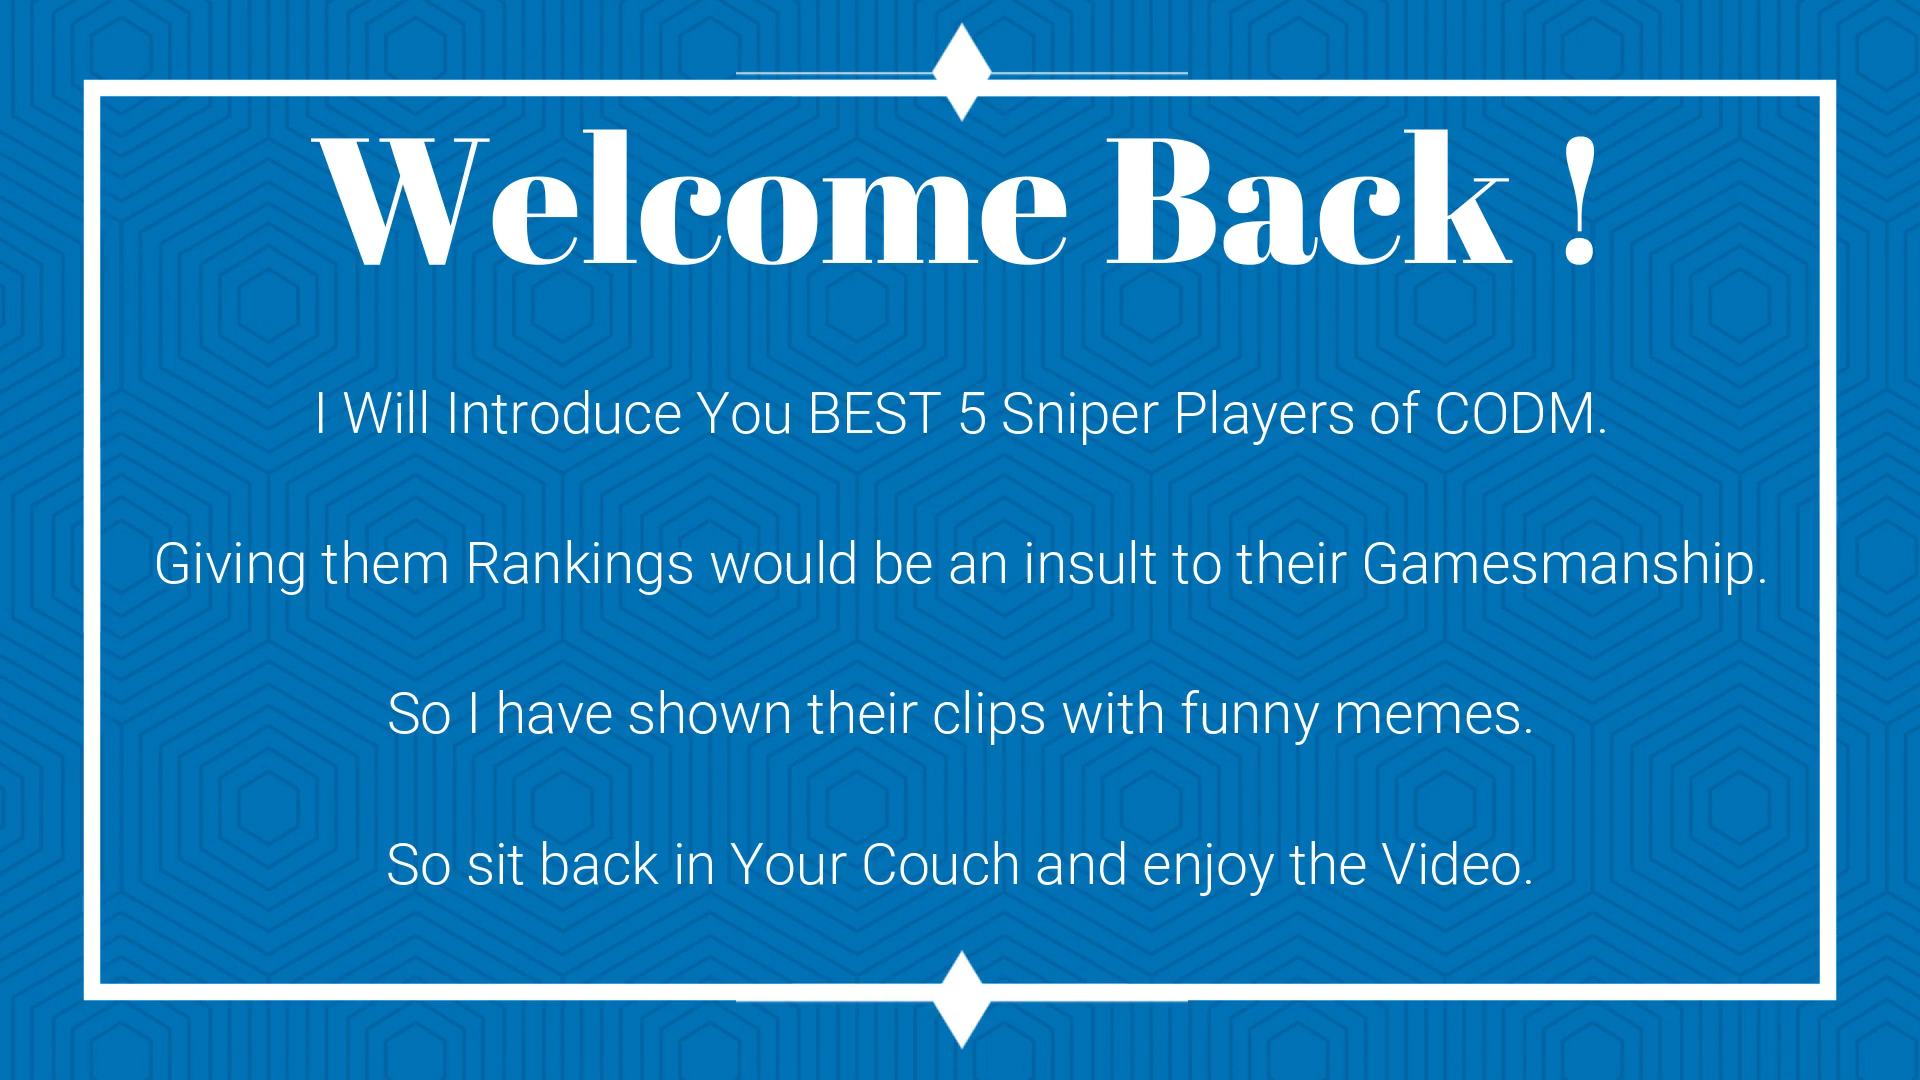 Welcome Back !
I Will Introduce You BEST 5 Sniper Players of CODM.
Giving them Rankings would be an insult to their Gamesmanship.
So I have shown their clips with funny memes.
So sit back in Your Couch and enjoy the Video.